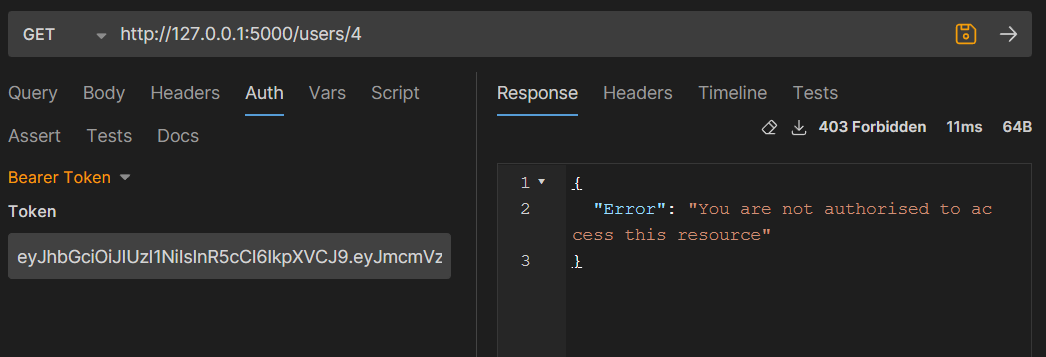 GET http://127.0.0.1:5000/users/4
Query Body Headers Auth Vars Script
Assert Tests Docs
Bearer Token
Token
eyJhbGciOiJIUzI1NiIsInR5cCI6IkpXVCJ9.eyJmcmVz
Response Headers Timeline Tests
403 Forbidden 11ms 64B
1 {
2 "Error": "You are not authorised to ac
cess this resource"
3 }